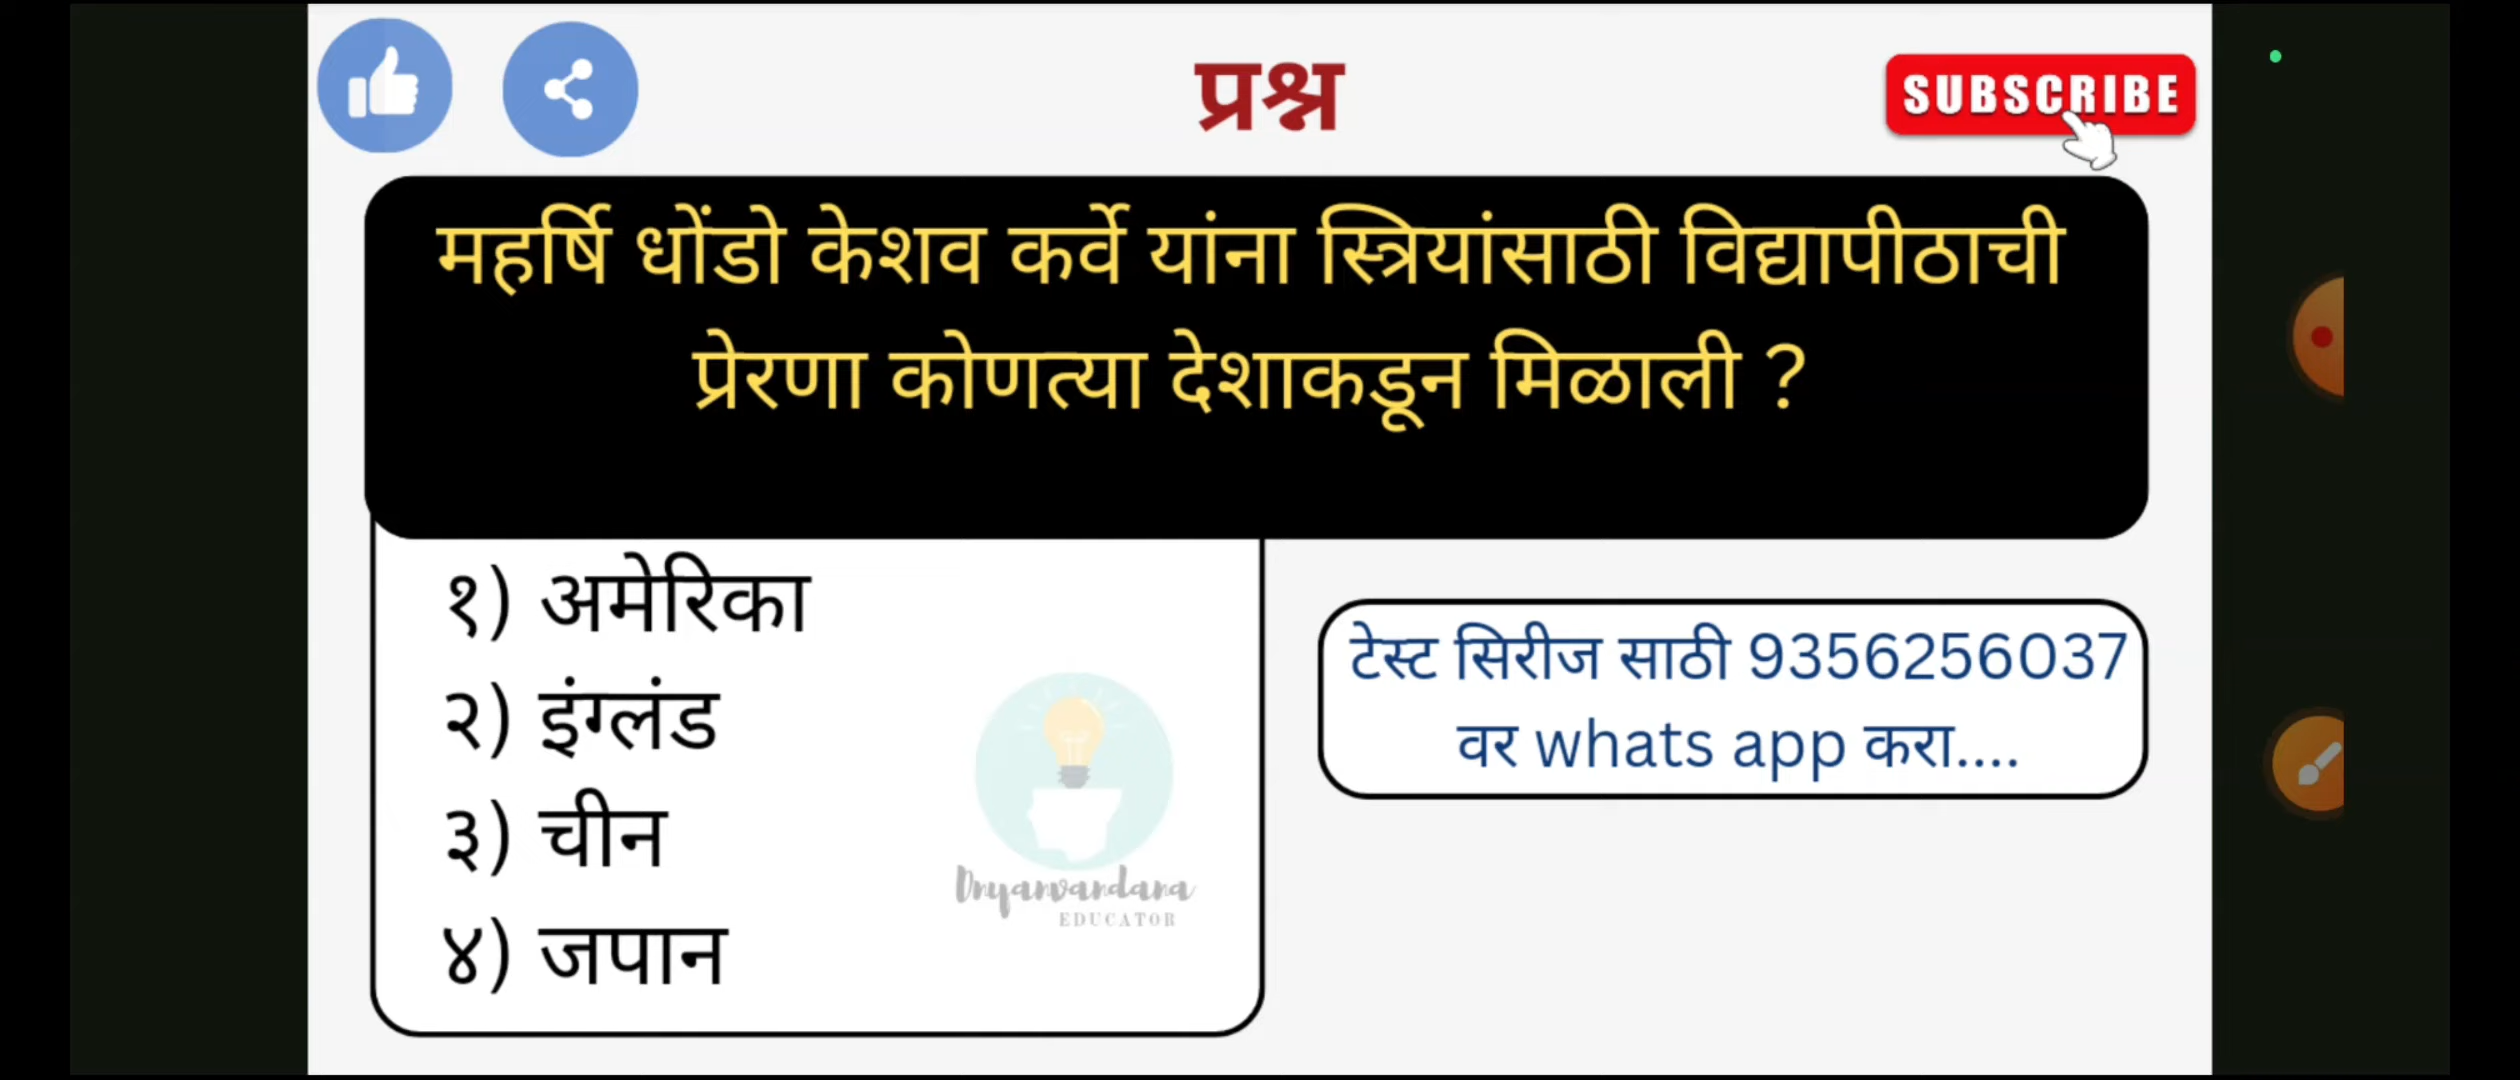 प्रश्न
SUBSCRIBE
महर्षि धोंडो केशव कर्वे यांना स्त्रियांसाठी विद्यापीठाची
प्रेरणा कोणत्या देशाकडून मिळाली ?
१) अमेरिका
२) इंग्लंड
३) चीन
४) जपान
टेस्ट सिरीज साठी 9356256037
वर whats app करा....
Dnyanvandana
EDUCATOR